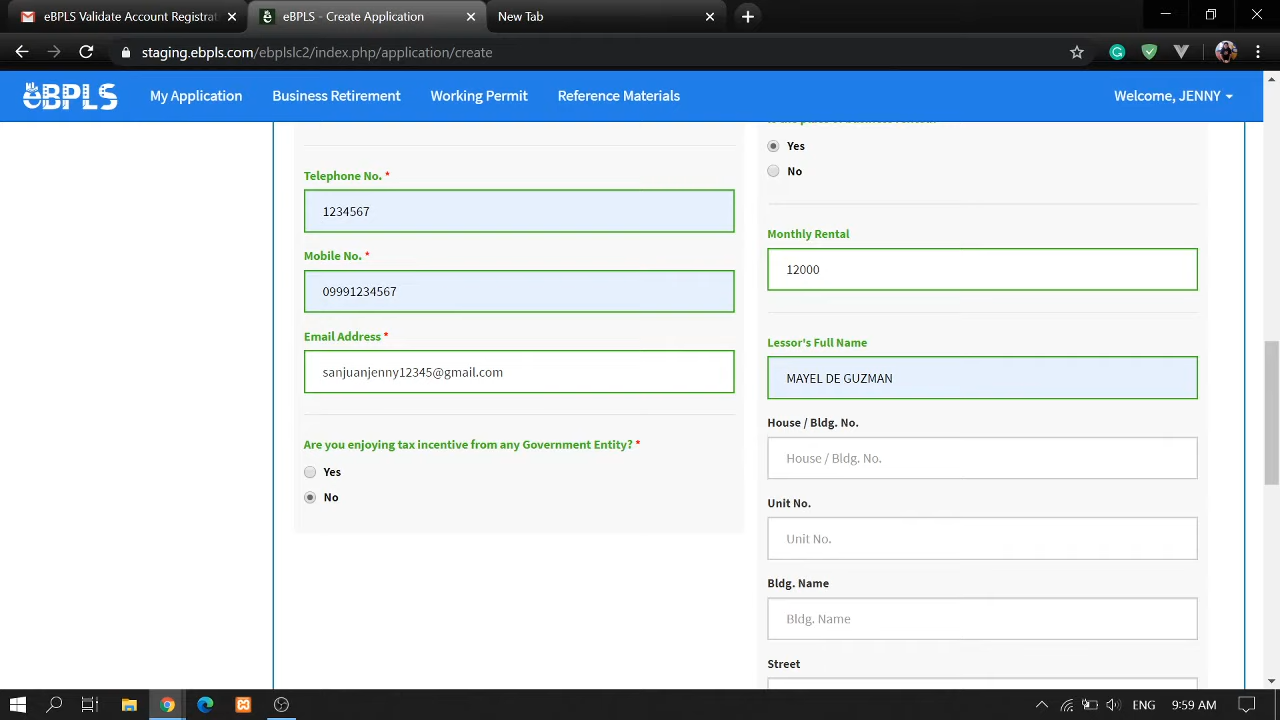 eBPLS Validate Account Registrat
eBPLS - Create Application
New Tab
staging.ebpls.com/ebplslc2/index.php/application/create
eBPLS
My Application
Business Retirement
Working Permit
Reference Materials
Welcome, JENNY
Telephone No. *
1234567
Mobile No. *
09991234567
Email Address *
sanjuanjenny12345@gmail.com
Are you enjoying tax incentive from any Government Entity? *
Yes
No
Yes
No
Monthly Rental
12000
Lessor's Full Name
MAYEL DE GUZMAN
House / Bldg. No.
House / Bldg. No.
Unit No.
Unit No.
Bldg. Name
Bldg. Name
Street
ENG
9:59 AM